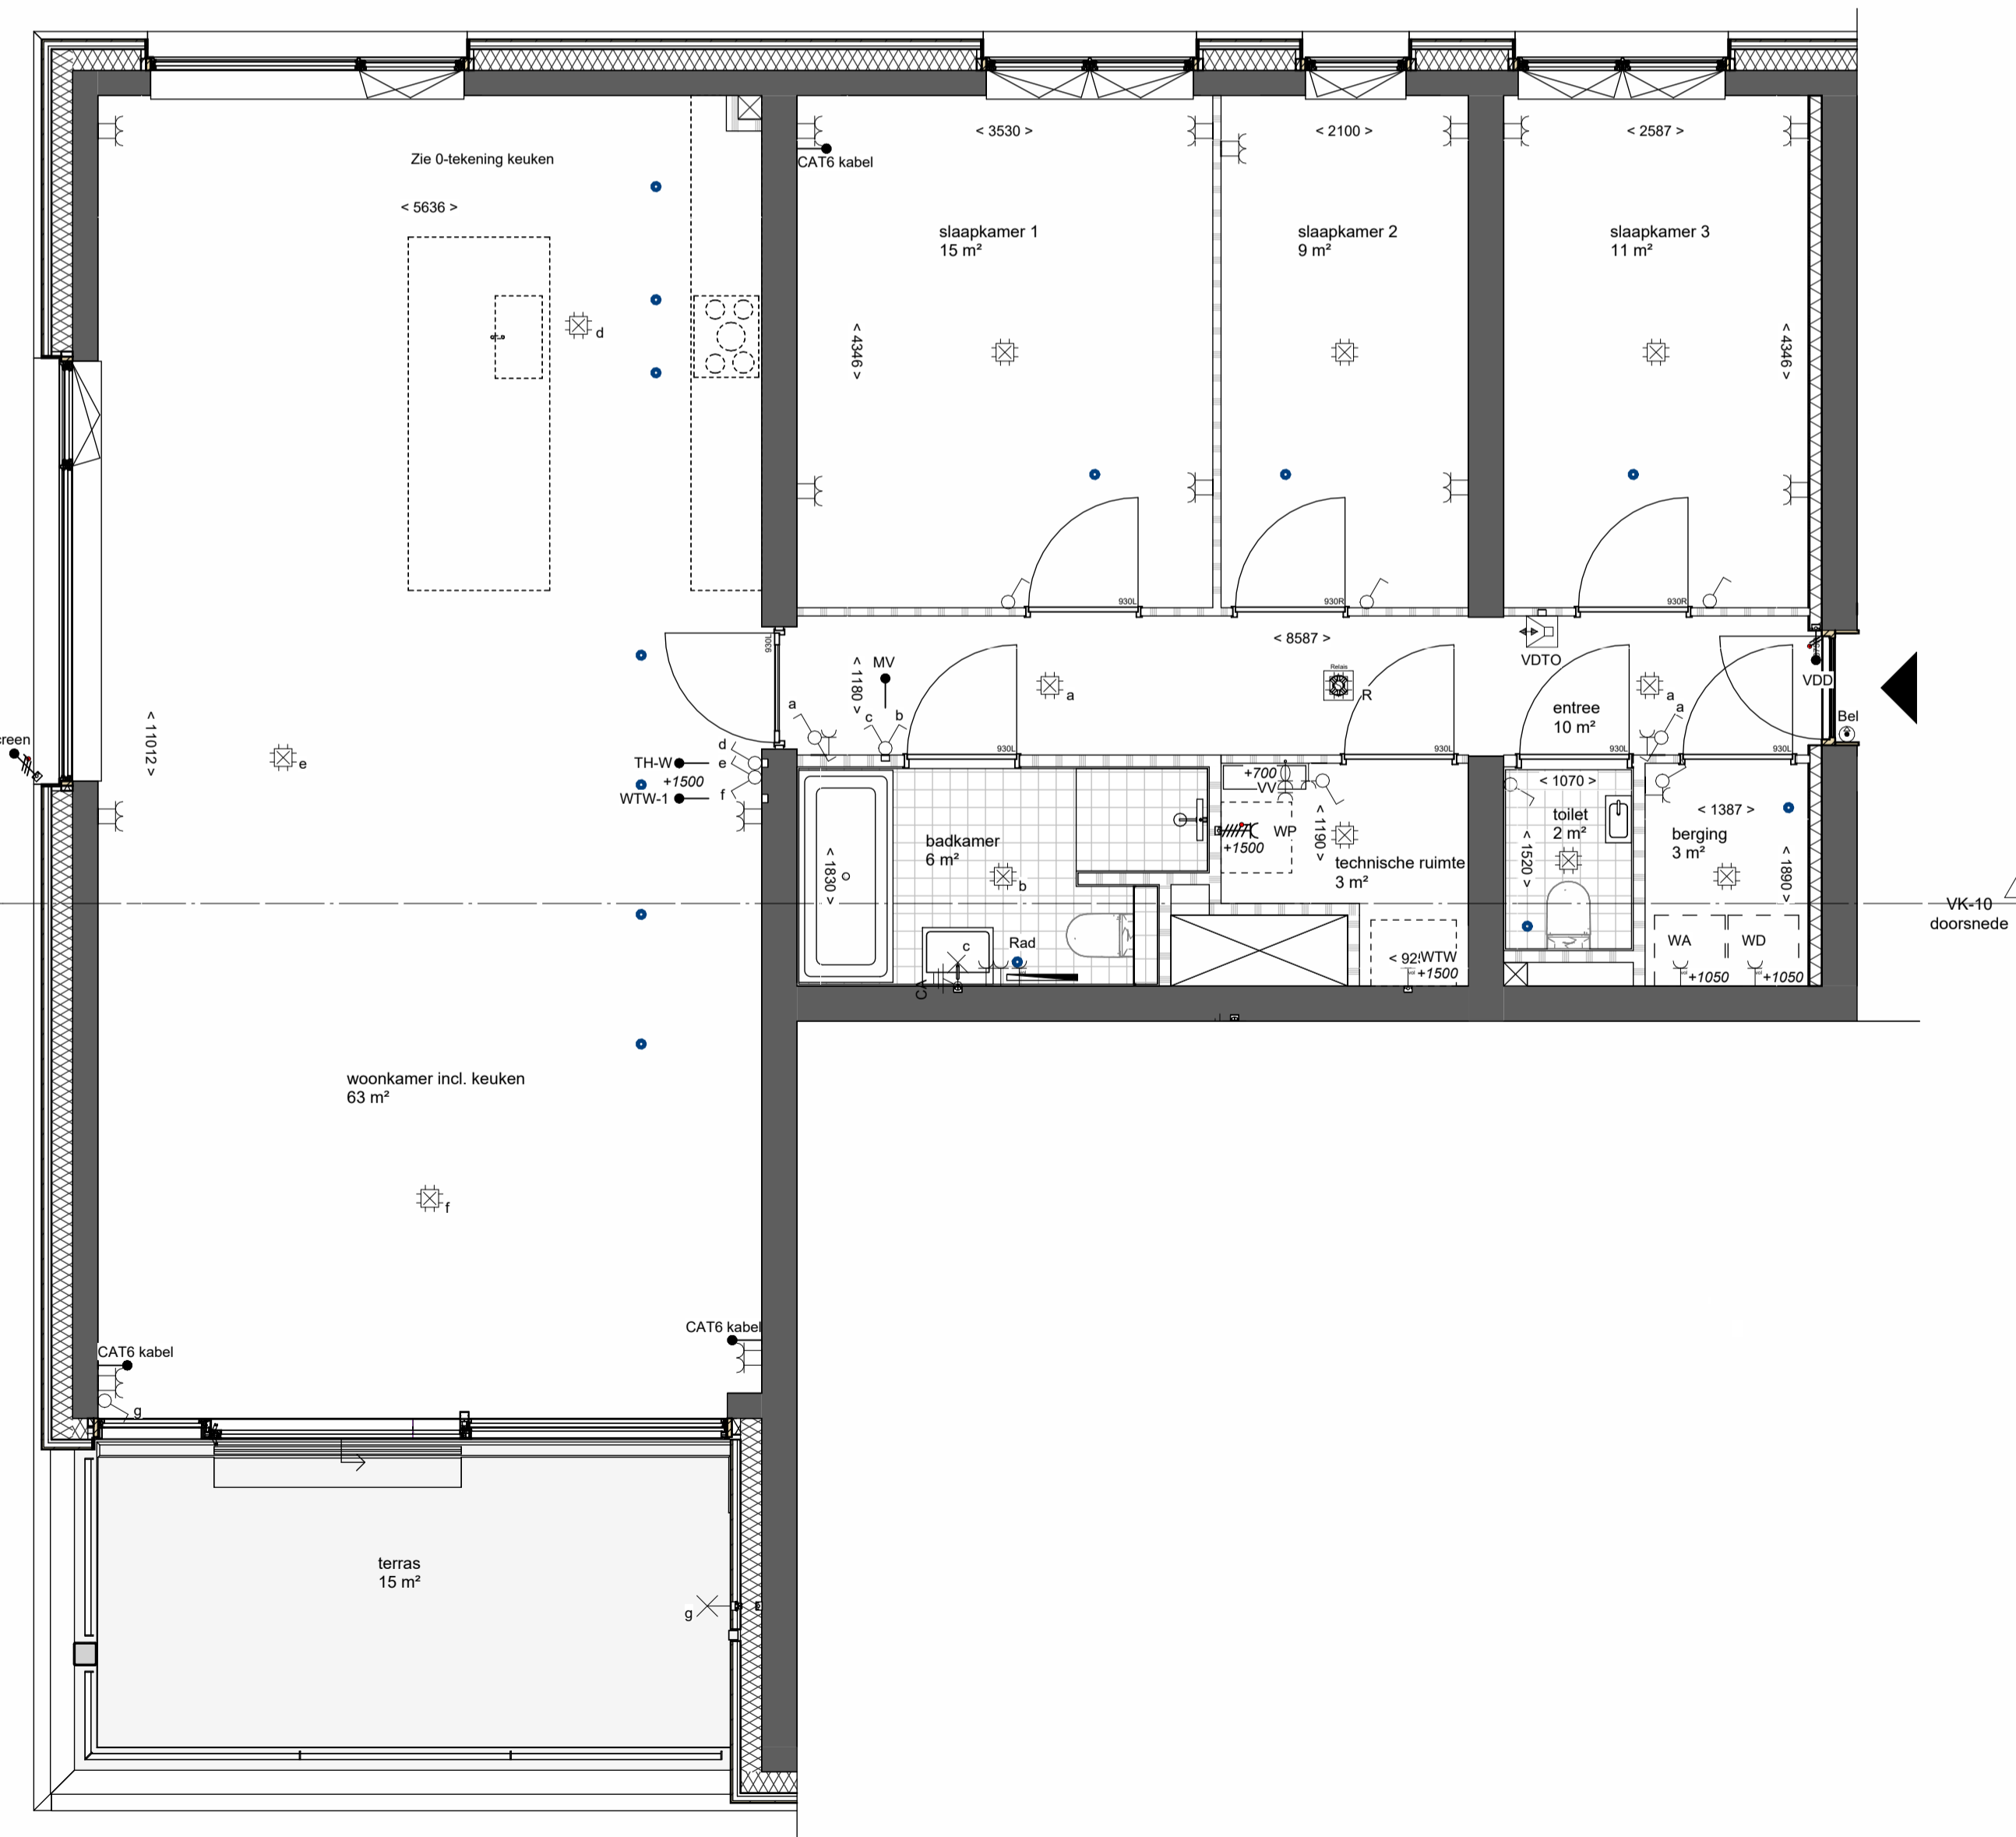 Zie 0-tekening keuken
< 5636 >
d
CAT6 kabel
< 3530 >
slaapkamer 1
15 m²
< 4346 >
930L
< 2100 >
slaapkamer 2
9 m²
930R
< 2587 >
slaapkamer 3
11 m²
< 4346 >
930R
930L
< 1180 >
MV
a
c
b
a
930L
< 8587 >
Relais
R
930L
VDTO
entree
10 m²
930L
a
a
930L
VDD
Bel
< 11012 >
e
d
TH-W
e
+1500
WTW-1
f
< 1830 >
badkamer
6 m²
b
c
Rad
CA
+700
VV
+1500
WP
< 1190 >
technische ruimte
3 m²
WTW
+1500
< 1070 >
toilet
2 m²
< 1520 >
< 1387 >
berging
3 m²
< 1890 >
WA
WD
+1050
+1050
VK-10
doorsnede
woonkamer incl. keuken
63 m²
f
CAT6 kabel
CAT6 kabel
g
terras
15 m²
g